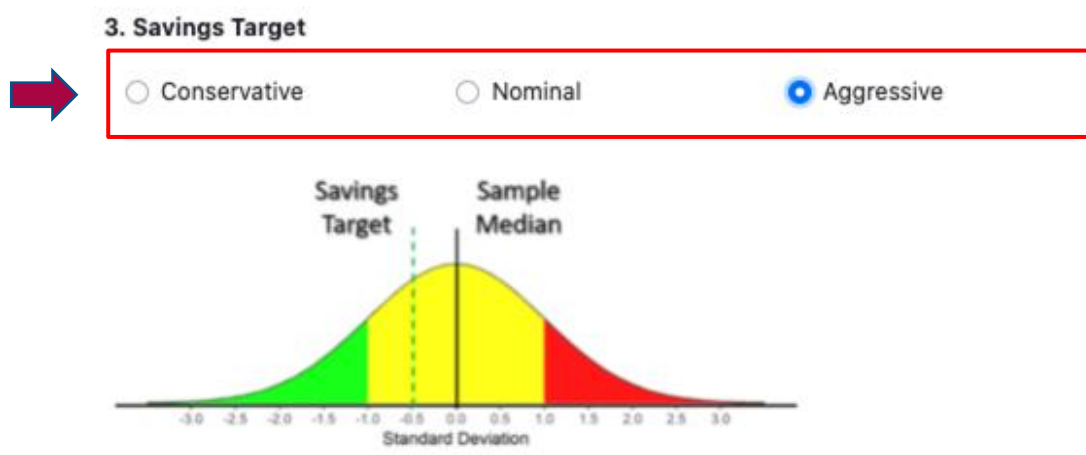 3. Savings Target
Conservative Nominal Aggressive
Savings Target
Sample Median
-3.0 -2.5 -2.0 -1.5 -1.0 -0.5 0.0 0.5 1.0 1.5 2.0 2.5 3.0
Standard Deviation